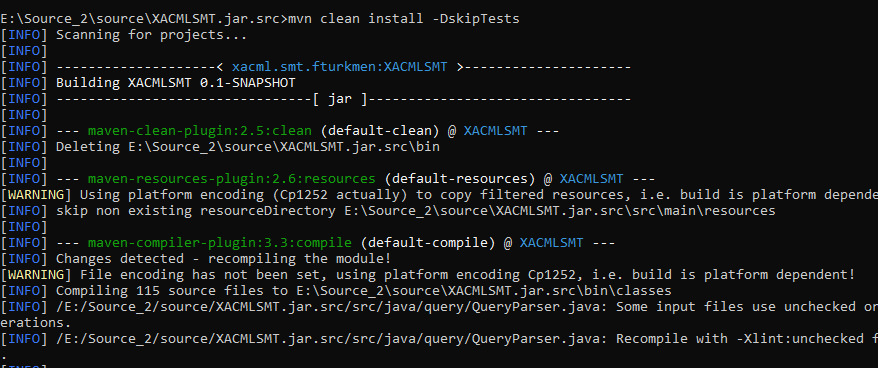 E:\Source_2\source\XACMLSMT.jar.src>mvn clean install -DskipTests
[INFO] Scanning for projects...
[INFO]
[INFO] --------------------< xacml.smt.fturkmen:XACMLSMT >---------------------
[INFO] Building XACMLSMT 0.1-SNAPSHOT
[INFO] --------------------------------[ jar ]---------------------------------
[INFO]
[INFO] --- maven-clean-plugin:2.5:clean (default-clean) @ XACMLSMT ---
[INFO] Deleting E:\Source_2\source\XACMLSMT.jar.src\bin
[INFO]
[INFO] --- maven-resources-plugin:2.6:resources (default-resources) @ XACMLSMT ---
[WARNING] Using platform encoding (Cp1252 actually) to copy filtered resources, i.e. build is platform depende
[INFO] skip non existing resourceDirectory E:\Source_2\source\XACMLSMT.jar.src\src\main\resources
[INFO]
[INFO] --- maven-compiler-plugin:3.3:compile (default-compile) @ XACMLSMT ---
[INFO] Changes detected - recompiling the module!
[WARNING] File encoding has not been set, using platform encoding Cp1252, i.e. build is platform dependent!
[INFO] Compiling 115 source files to E:\Source_2\source\XACMLSMT.jar.src\bin\classes
[INFO] /E:/Source_2/source/XACMLSMT.jar.src/src/java/query/QueryParser.java: Some input files use unchecked or
erations.
[INFO] /E:/Source_2/source/XACMLSMT.jar.src/src/java/query/QueryParser.java: Recompile with -Xlint:unchecked f
.
[INFO]